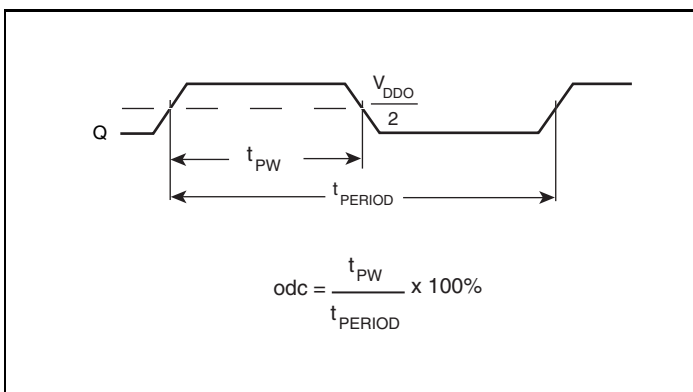 V_DDO
2
Q
t_PW
t_PERIOD
odc = t_PW / t_PERIOD x 100%